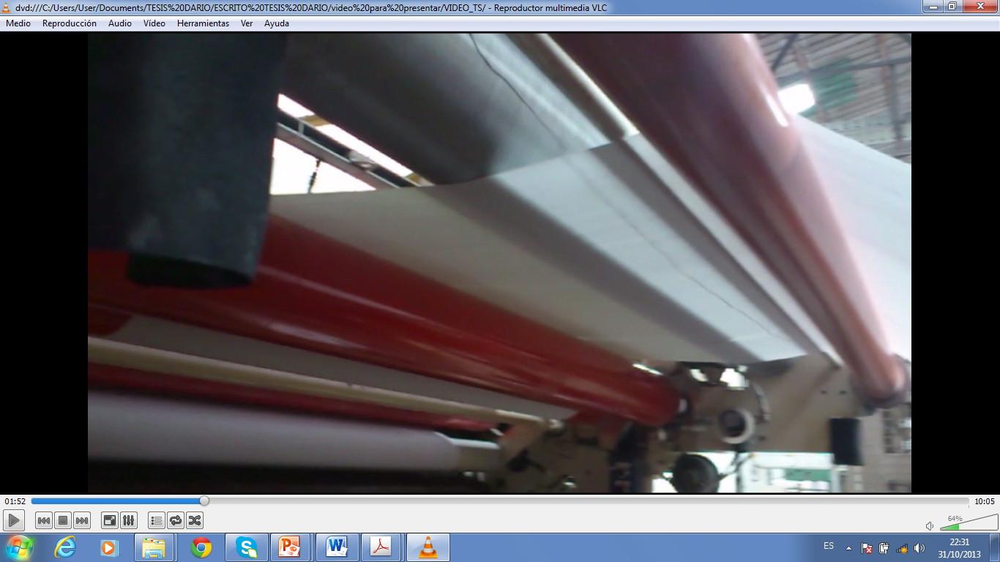 dvd:///C:/Users/User/Documents/TESIS%20DARIO/ESCRITO%20TESIS%20DARIO/video%20para%20presentar/VIDEO_TS/ - Reproductor multimedia VLC
Medio Reproducción Audio Vídeo Herramientas Ver Ayuda
01:52 10:05
64%
ES 22:31
31/10/2013